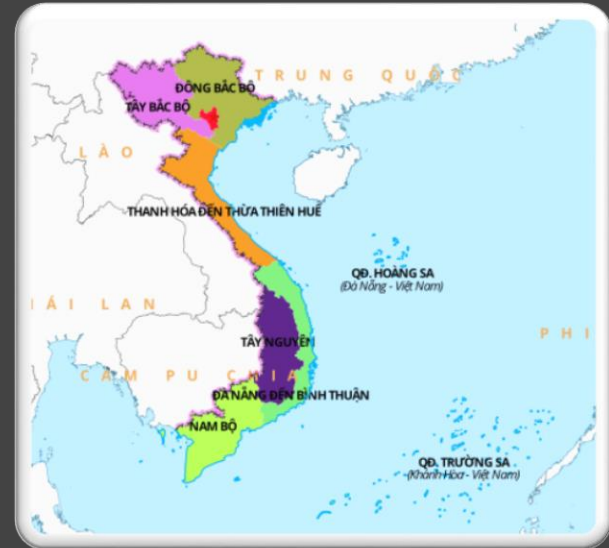 TRUNG QUỐC
ĐÔNG BẮC BỘ
TÂY BẮC BỘ
LÀO
THANH HÓA ĐẾN THỪA THIÊN HUẾ
QĐ. HOÀNG SA
(Đà Nẵng - Việt Nam)
ÁI LAN
PHI
TÂY NGUYÊN
CAM PU CHIA
ĐÀ NẴNG ĐẾN BÌNH THUẬN
NAM BỘ
QĐ. TRƯỜNG SA
(Khánh Hòa - Việt Nam)